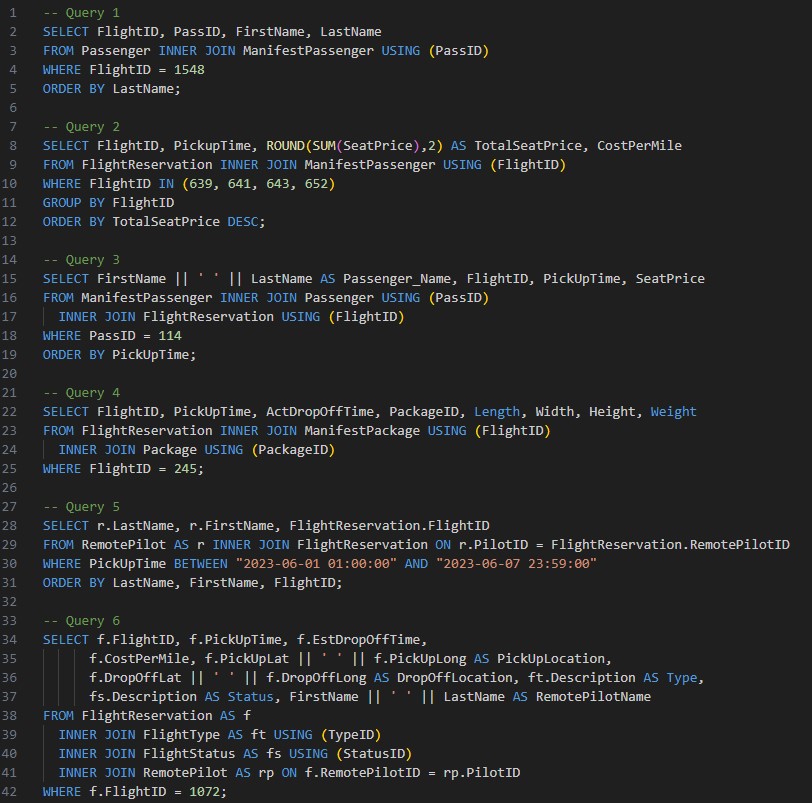 1 -- Query 1
2 SELECT FlightID, PassID, FirstName, LastName
3 FROM Passenger INNER JOIN ManifestPassenger USING (PassID)
4 WHERE FlightID = 1548
5 ORDER BY LastName;
6
7 -- Query 2
8 SELECT FlightID, PickupTime, ROUND(SUM(SeatPrice),2) AS TotalSeatPrice, CostPerMile
9 FROM FlightReservation INNER JOIN ManifestPassenger USING (FlightID)
10 WHERE FlightID IN (639, 641, 643, 652)
11 GROUP BY FlightID
12 ORDER BY TotalSeatPrice DESC;
13
14 -- Query 3
15 SELECT FirstName || ' ' || LastName AS Passenger_Name, FlightID, PickUpTime, SeatPrice
16 FROM ManifestPassenger INNER JOIN Passenger USING (PassID)
17   INNER JOIN FlightReservation USING (FlightID)
18 WHERE PassID = 114
19 ORDER BY PickUpTime;
20
21 -- Query 4
22 SELECT FlightID, PickUpTime, ActDropOffTime, PackageID, Length, Width, Height, Weight
23 FROM FlightReservation INNER JOIN ManifestPackage USING (FlightID)
24   INNER JOIN Package USING (PackageID)
25 WHERE FlightID = 245;
26
27 -- Query 5
28 SELECT r.LastName, r.FirstName, FlightReservation.FlightID
29 FROM RemotePilot AS r INNER JOIN FlightReservation ON r.PilotID = FlightReservation.RemotePilotID
30 WHERE PickUpTime BETWEEN "2023-06-01 01:00:00" AND "2023-06-07 23:59:00"
31 ORDER BY LastName, FirstName, FlightID;
32
33 -- Query 6
34 SELECT f.FlightID, f.PickUpTime, f.EstDropOffTime,
35       f.CostPerMile, f.PickUpLat || ' ' || f.PickUpLong AS PickUpLocation,
36       f.DropOffLat || ' ' || f.DropOffLong AS DropOffLocation, ft.Description AS Type,
37       fs.Description AS Status, FirstName || ' ' || LastName AS RemotePilotName
38 FROM FlightReservation AS f
39   INNER JOIN FlightType AS ft USING (TypeID)
40   INNER JOIN FlightStatus AS fs USING (StatusID)
41   INNER JOIN RemotePilot AS rp ON f.RemotePilotID = rp.PilotID
42 WHERE f.FlightID = 1072;